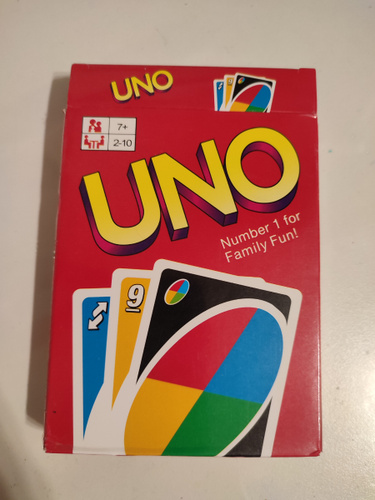 UNO
7+
2-10
UNO
Number 1 for
Family Fun!
9